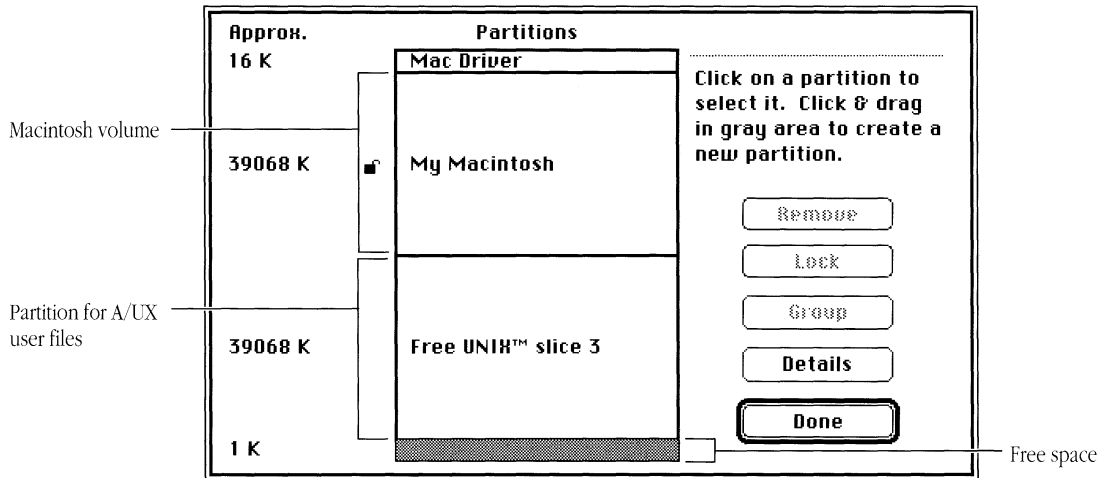 Approx.
Partitions
16 K
Mac Driver
Click on a partition to
select it. Click & drag
in gray area to create a
new partition.
Macintosh volume
39068 K
My Macintosh
Remove
Lock
Partition for A/UX
user files
Group
39068 K
Free UNIX™ slice 3
Details
Done
1 K
Free space